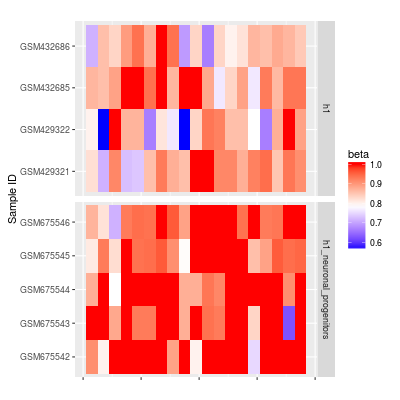 Sample ID
GSM432686
GSM432685
GSM429322
GSM429321
h1
GSM675546
GSM675545
GSM675544
GSM675543
GSM675542
h1_neuronal_progenitors
beta
1.0
0.9
0.8
0.7
0.6